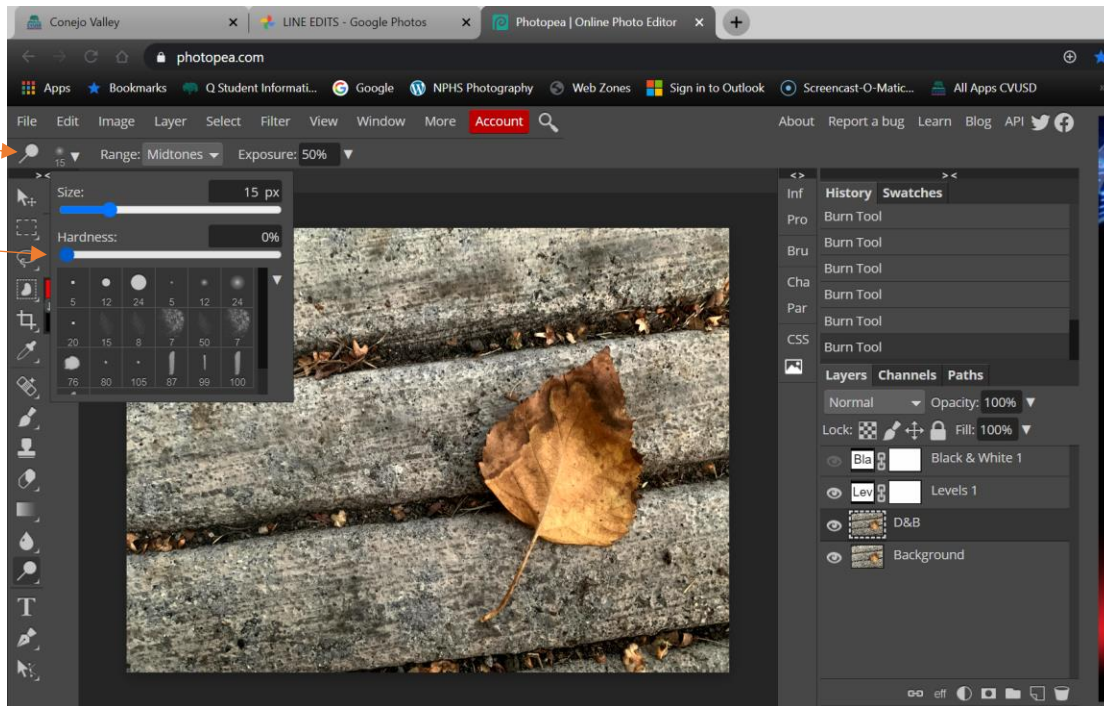 Conejo Valley
LINE EDITS - Google Photos
Photopea | Online Photo Editor
photopea.com
Apps Bookmarks Q Student Informati... Google NPHS Photography Web Zones Sign in to Outlook Screencast-O-Matic... All Apps CVUSD
File Edit Image Layer Select Filter View Window More Account About Report a bug Learn Blog API
15 Range: Midtones Exposure: 50%
Size: 15 px
Hardness: 0%
5 12 24 5 12 24
20 15 8 7 50 7
76 80 105 87 99 100
Inf
Pro
Bru
Cha
Par
CSS
History Swatches
Burn Tool
Burn Tool
Burn Tool
Burn Tool
Burn Tool
Burn Tool
Layers Channels Paths
Normal Opacity: 100%
Lock: Fill: 100%
Bla Black & White 1
Lev Levels 1
D&B
Background
eff
T